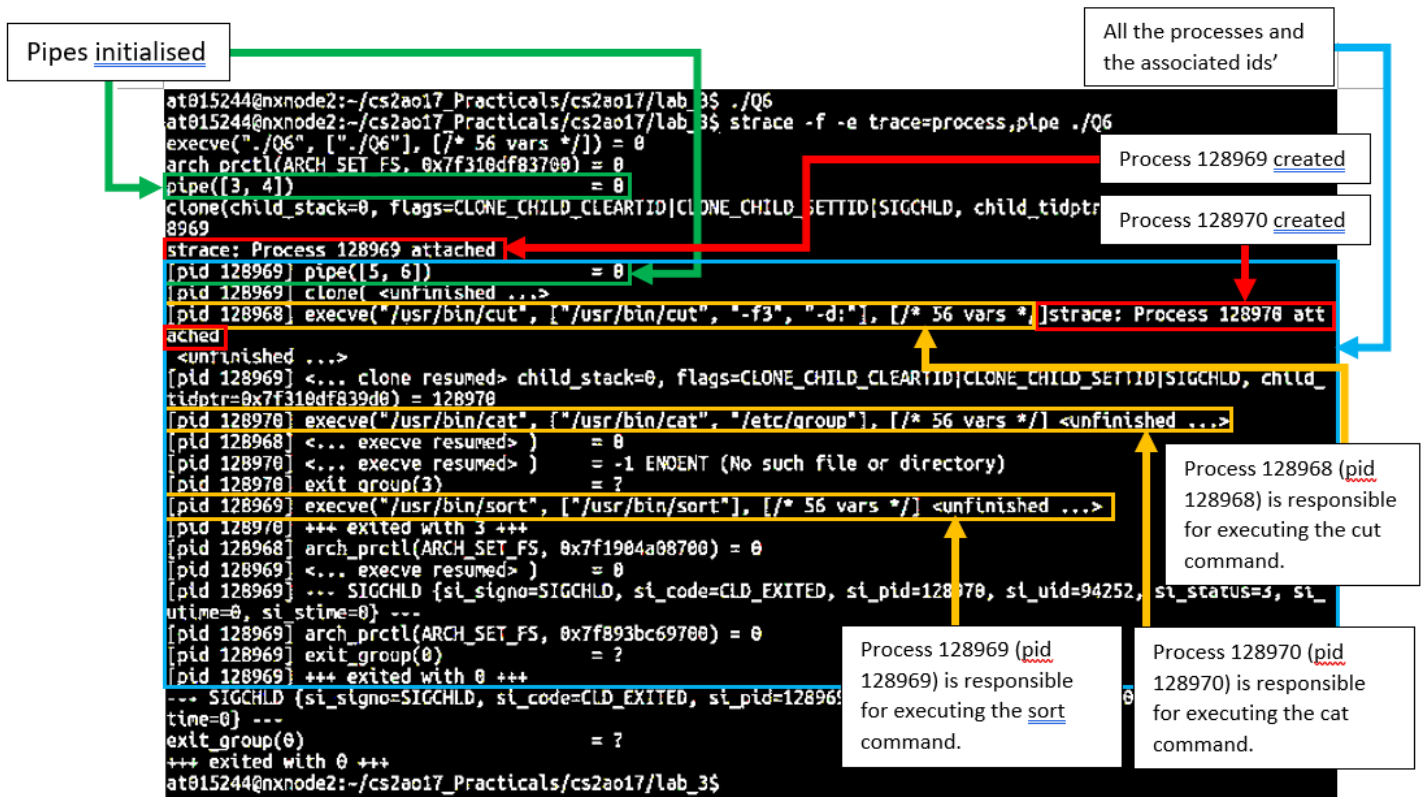 Pipes initialised
All the processes and
the associated ids'
at015244@nxnode2:~/cs2ao17_Practicals/cs2ao17/lab_3$ ./Q6
at015244@nxnode2:~/cs2ao17_Practicals/cs2ao17/lab_3$ strace -f -e trace=process,pipe ./Q6
execve("./Q6", ["./Q6"], [/* 56 vars */]) = 0
arch_prctl(ARCH_SET_FS, 0x7f310df83700) = 0
Process 128969 created
pipe([3, 4]) = 0
clone(child_stack=0, flags=CLONE_CHILD_CLEARTID|CLONE_CHILD_SETTID|SIGCHLD, child_tidptr
Process 128970 created
8969
strace: Process 128969 attached
[pid 128969] pipe([5, 6]) = 0
[pid 128969] clone( <unfinished ...>
[pid 128968] execve("/usr/bin/cut", ["/usr/bin/cut", "-f3", "-d:"], [/* 56 vars */]strace: Process 128970 att
ached
<unfinished ...>
[pid 128969] <... clone resumed> child_stack=0, flags=CLONE_CHILD_CLEARTID|CLONE_CHILD_SETTID|SIGCHLD, child_
tidptr=0x7f310df839d0) = 128970
[pid 128970] execve("/usr/bin/cat", ["/usr/bin/cat", "/etc/group"], [/* 56 vars */] <unfinished ...>
[pid 128968] <... execve resumed> ) = 0
[pid 128970] <... execve resumed> ) = -1 ENOENT (No such file or directory)
[pid 128970] exit_group(3) = ?
[pid 128969] execve("/usr/bin/sort", ["/usr/bin/sort"], [/* 56 vars */] <unfinished ...>
[pid 128970] +++ exited with 3 +++
[pid 128968] arch_prctl(ARCH_SET_FS, 0x7f1904a08700) = 0
[pid 128969] <... execve resumed> ) = 0
[pid 128969] --- SIGCHLD {si_signo=SIGCHLD, si_code=CLD_EXITED, si_pid=128970, si_uid=94252, si_status=3, si_
utime=0, si_stime=0} ---
[pid 128969] arch_prctl(ARCH_SET_FS, 0x7f893bc69700) = 0
[pid 128969] exit_group(0) = ?
[pid 128969] +++ exited with 0 +++
--- SIGCHLD {si_signo=SIGCHLD, si_code=CLD_EXITED, si_pid=128969
time=0} ---
exit_group(0) = ?
+++ exited with 0 +++
at015244@nxnode2:~/cs2ao17_Practicals/cs2ao17/lab_3$
Process 128968 (pid
128968) is responsible
for executing the cut
command.
Process 128969 (pid
128969) is responsible
for executing the sort
command.
Process 128970 (pid
128970) is responsible
for executing the cat
command.